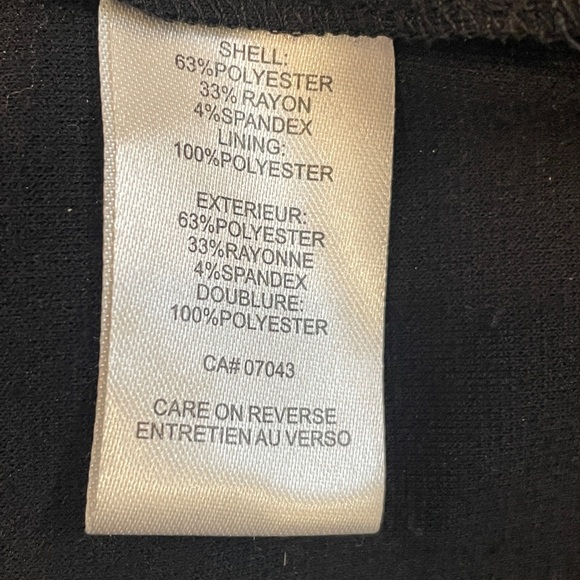 SHELL:
63%POLYESTER
33% RAYON
4%SPANDEX
LINING:
100%POLYESTER
EXTERIEUR:
63%POLYESTER
33%RAYONNE
4%SPANDEX
DOUBLURE:
100%POLYESTER
CA# 07043
CARE ON REVERSE
ENTRETIEN AU VERSO